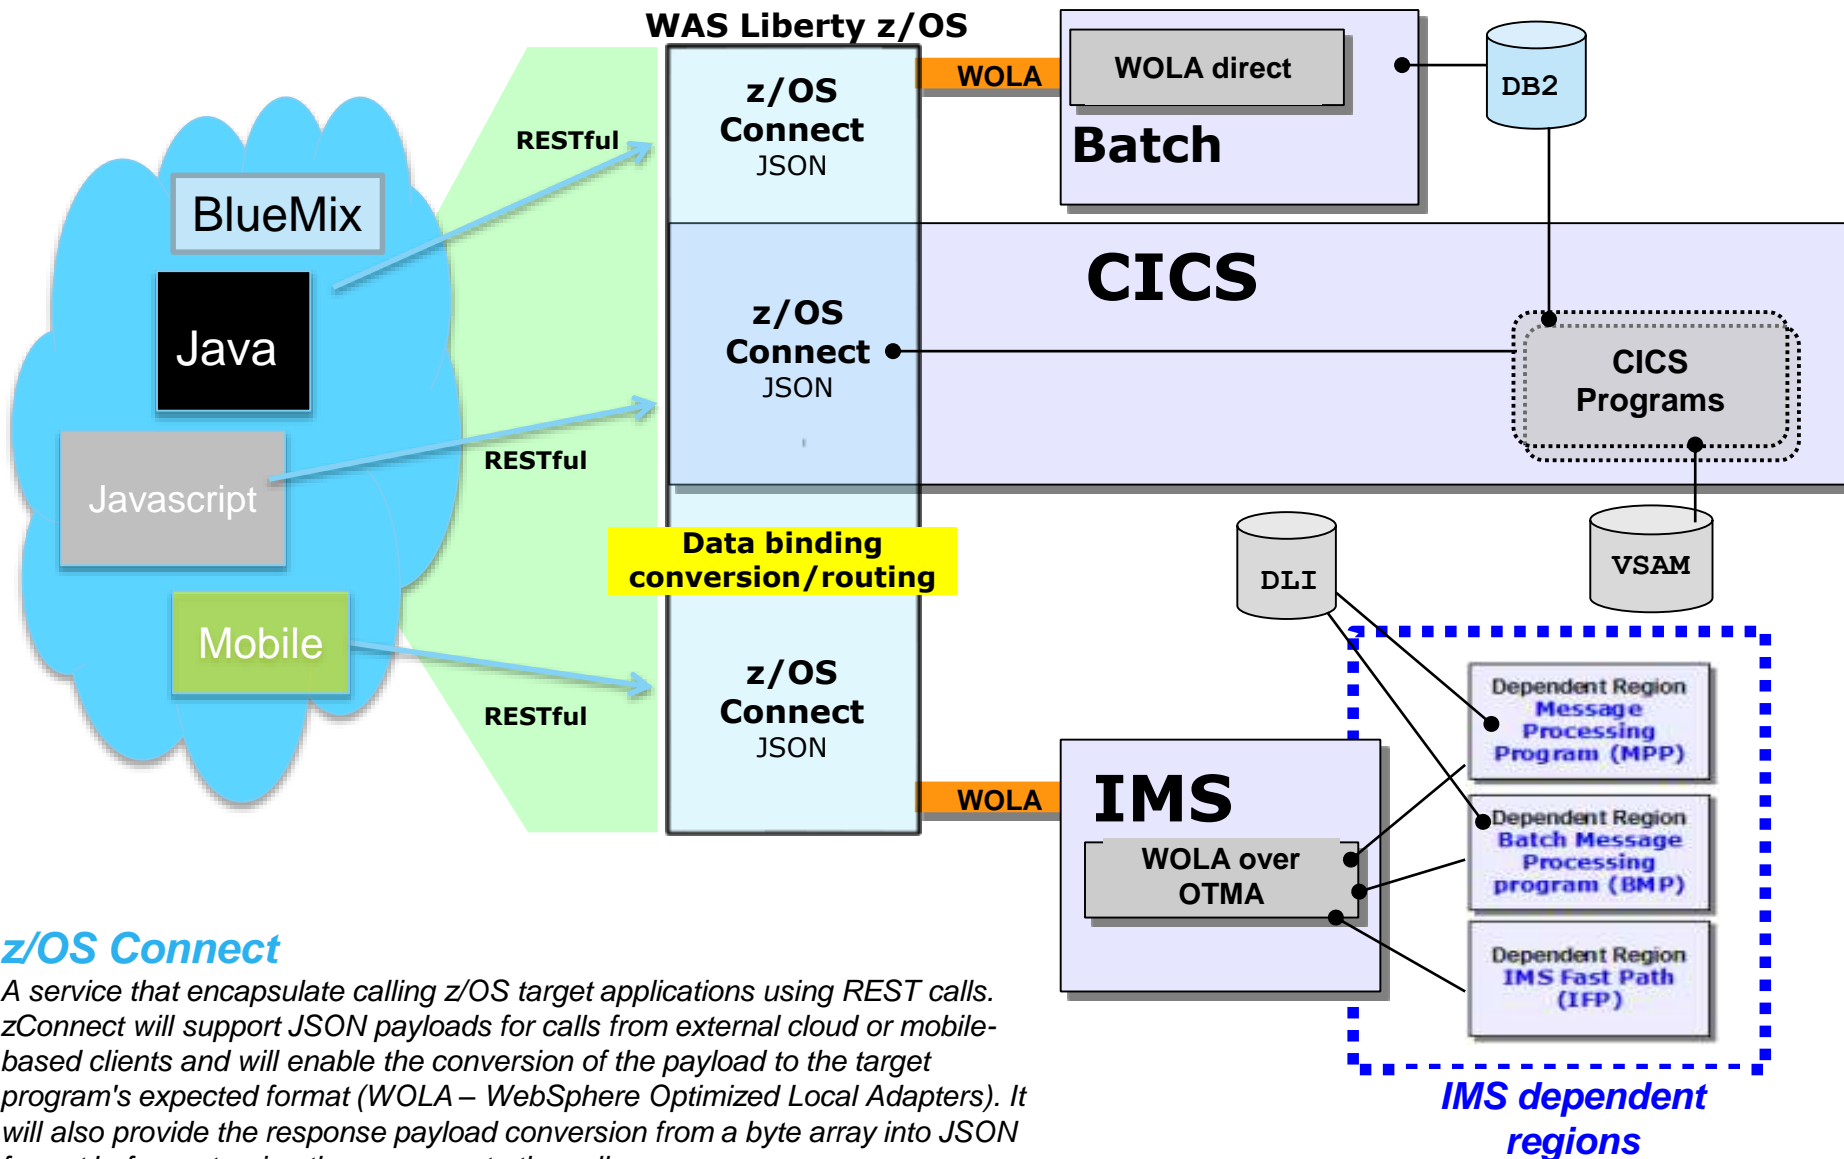 WAS Liberty z/OS
z/OS
Connect
JSON
WOLA
WOLA direct
Batch
DB2
RESTful
BlueMix
Java
Javascript
Mobile
RESTful
RESTful
z/OS
Connect
JSON
CICS
CICS
Programs
Data binding
conversion/routing
DLI
VSAM
z/OS
Connect
JSON
WOLA
IMS
WOLA over
OTMA
Dependent Region
Message
Processing
Program (MPP)
Dependent Region
Batch Message
Processing
program (BMP)
Dependent Region
IMS Fast Path
(IFP)
IMS dependent
regions
z/OS Connect
A service that encapsulate calling z/OS target applications using REST calls.
zConnect will support JSON payloads for calls from external cloud or mobile-
based clients and will enable the conversion of the payload to the target
program's expected format (WOLA – WebSphere Optimized Local Adapters). It
will also provide the response payload conversion from a byte array into JSON